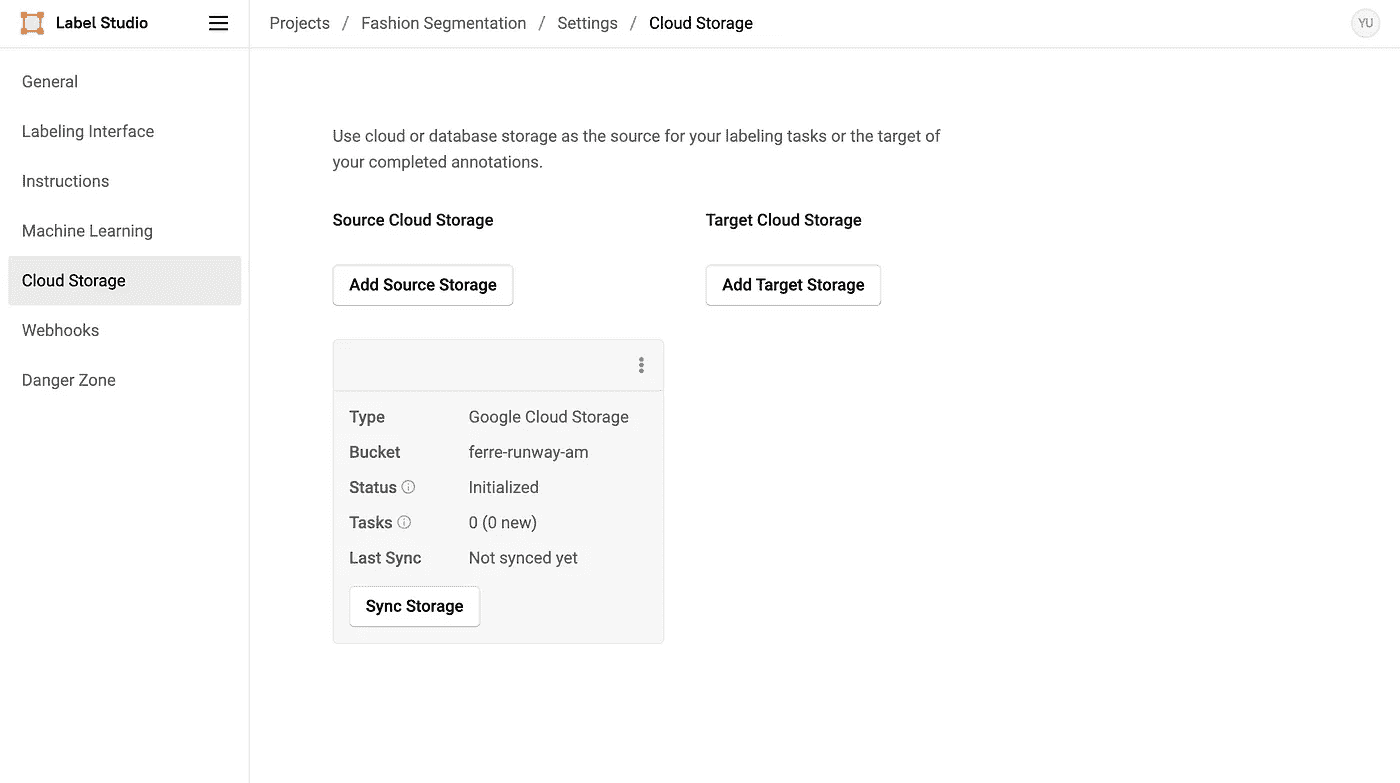 Label Studio
Projects / Fashion Segmentation / Settings / Cloud Storage
YU
General
Labeling Interface
Instructions
Machine Learning
Cloud Storage
Webhooks
Danger Zone
Use cloud or database storage as the source for your labeling tasks or the target of
your completed annotations.
Source Cloud Storage
Add Source Storage
Target Cloud Storage
Add Target Storage
Type Google Cloud Storage
Bucket ferre-runway-am
Status Initialized
Tasks 0 (0 new)
Last Sync Not synced yet
Sync Storage